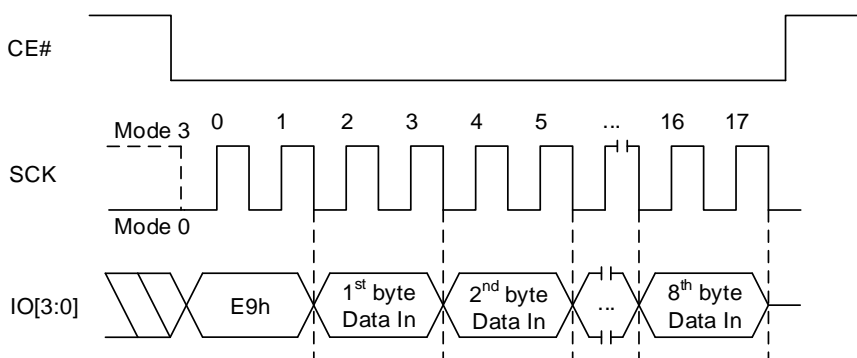 CE#
Mode 3
0 1 2 3 4 5 ... 16 17
SCK
Mode 0
IO[3:0]
E9h
1st byte
Data In
2nd byte
Data In
...
8th byte
Data In